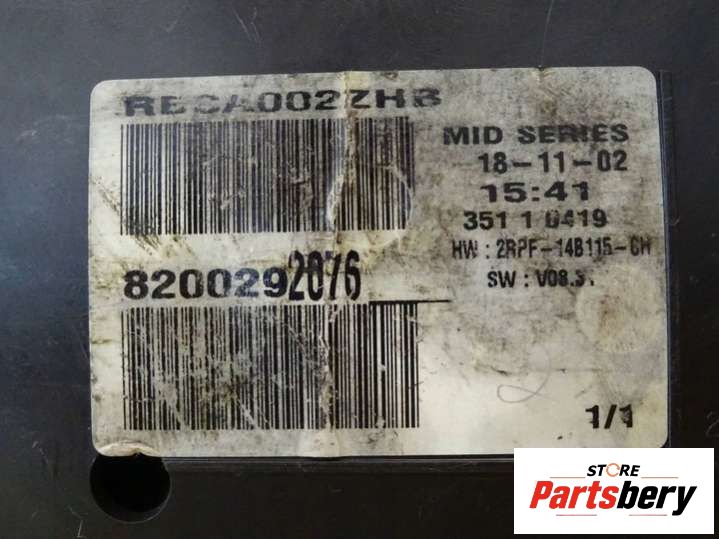 MID SERIES
18-11-02
15:41
351 1 0419
HW : 2RPF-14B115-CH
SW :
8200292076
1/1
STORE
Partsbery